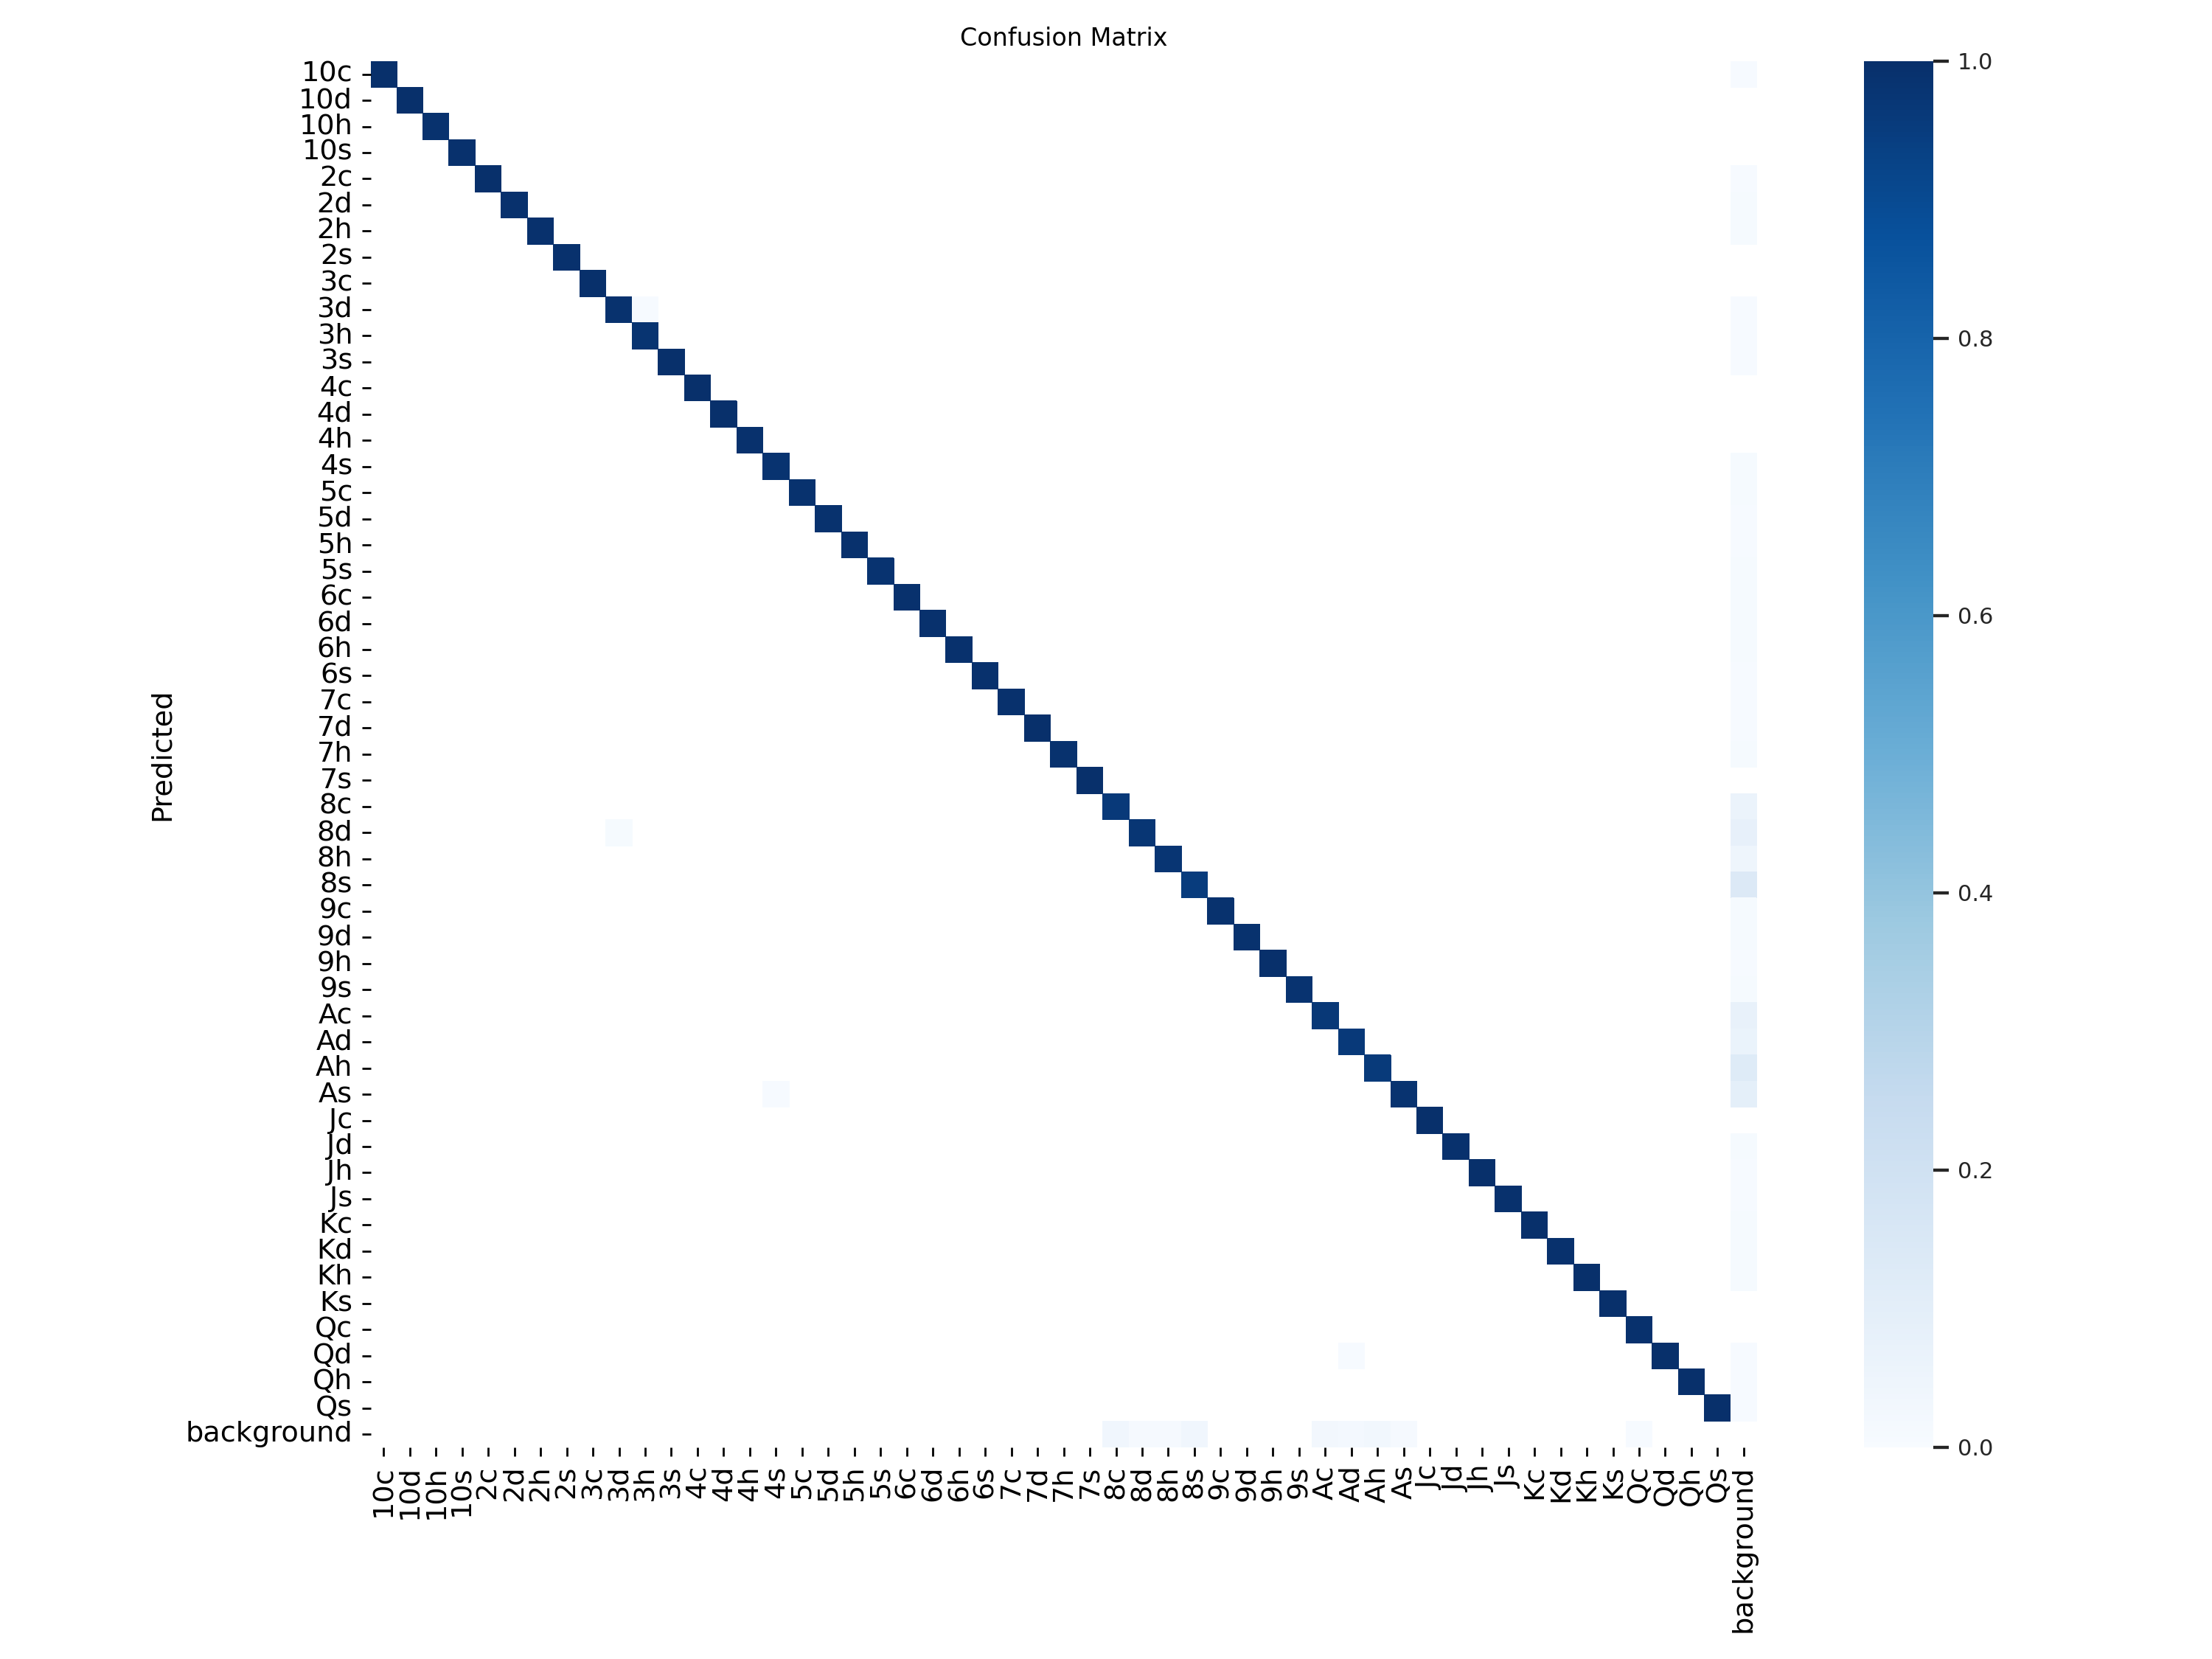 Confusion Matrix
Predicted
10c
10d
10h
10s
2c
2d
2h
2s
3c
3d
3h
3s
4c
4d
4h
4s
5c
5d
5h
5s
6c
6d
6h
6s
7c
7d
7h
7s
8c
8d
8h
8s
9c
9d
9h
9s
Ac
Ad
Ah
As
Jc
Jd
Jh
Js
Kc
Kd
Kh
Ks
Qc
Qd
Qh
Qs
background
10c
10d
10h
10s
2c
2d
2h
2s
3c
3d
3h
3s
4c
4d
4h
4s
5c
5d
5h
5s
6c
6d
6h
6s
7c
7d
7h
7s
8c
8d
8h
8s
9c
9d
9h
9s
Ac
Ad
Ah
As
Jc
Jd
Jh
Js
Kc
Kd
Kh
Ks
Qc
Qd
Qh
Qs
background
1.0
0.8
0.6
0.4
0.2
0.0